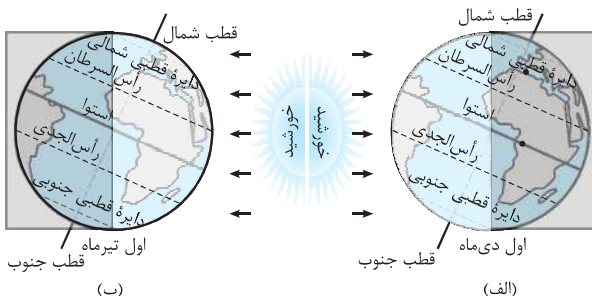 قطب شمال
دایرهٔ قطبی شمالی
رأس‌السرطان
استوا
رأس‌الجدی
دایرهٔ قطبی جنوبی
اول دی‌ماه
قطب جنوب
(الف)
خورشید
خورشید
قطب شمال
دایرهٔ قطبی شمالی
رأس‌السرطان
استوا
رأس‌الجدی
دایرهٔ قطبی جنوبی
اول تیرماه
قطب جنوب
(ب)